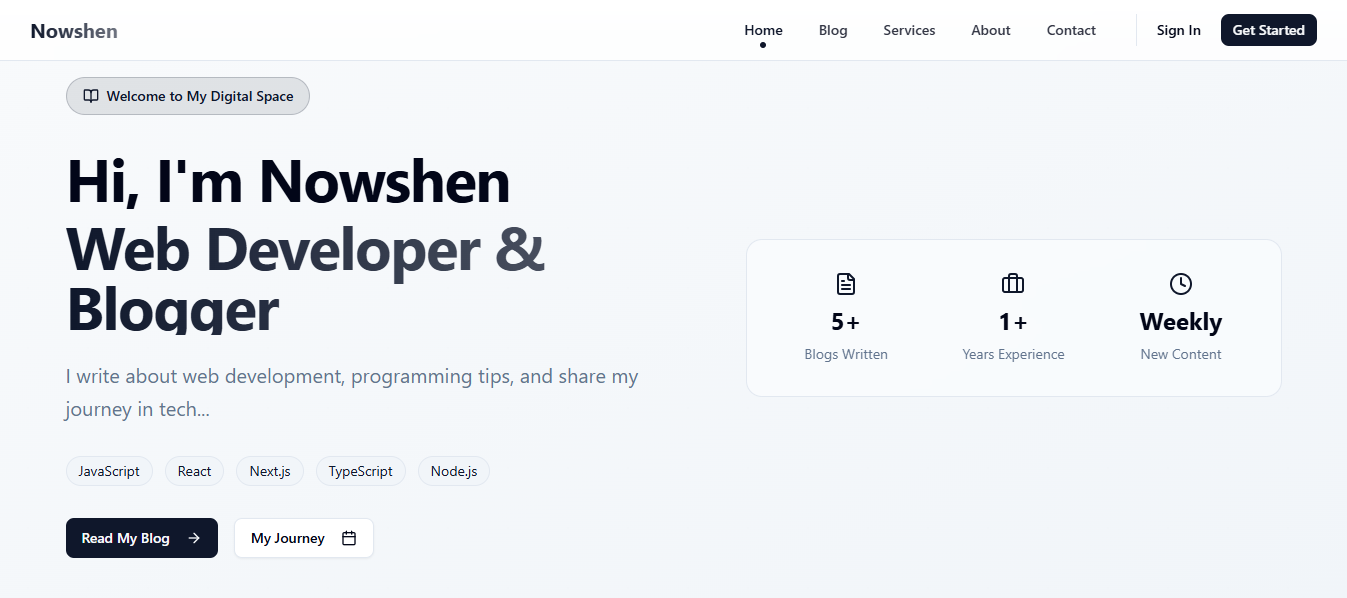 Nowshen
Home Blog Services About Contact Sign In Get Started
Welcome to My Digital Space
Hi, I'm Nowshen
Web Developer &
Blogger
I write about web development, programming tips, and share my
journey in tech...
JavaScript React Next.js TypeScript Node.js
Read My Blog My Journey
5+ 1+ Weekly
Blogs Written Years Experience New Content